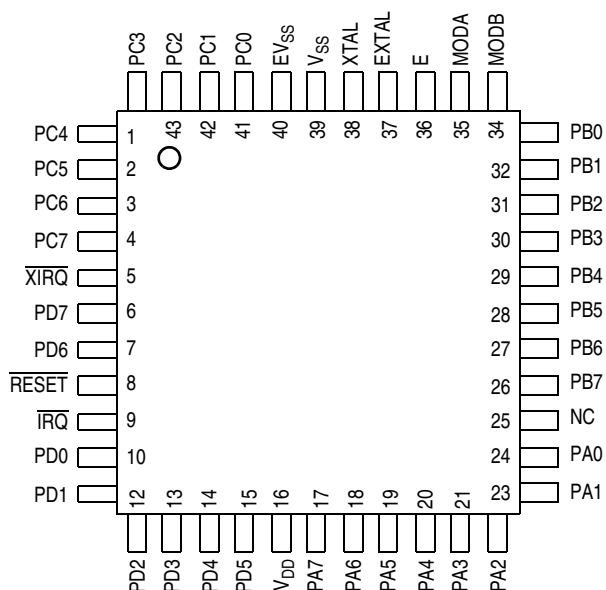 PC3 PC2 PC1 PC0 EVSS VSS XTAL EXTAL E MODA MODB
43 42 41 40 39 38 37 36 35 34
PC4 1 PB0
PC5 2 32 PB1
PC6 3 31 PB2
PC7 4 30 PB3
XIRQ 5 29 PB4
PD7 6 28 PB5
PD6 7 27 PB6
RESET 8 26 PB7
IRQ 9 25 NC
PD0 10 24 PA0
PD1 23 PA1
12 13 14 15 16 17 18 19 20 21
PD2 PD3 PD4 PD5 VDD PA7 PA6 PA5 PA4 PA3 PA2